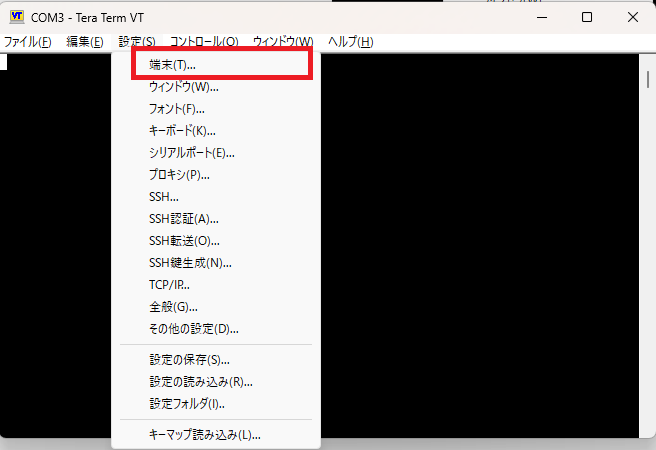 COM3 - Tera Term VT
ファイル(F) 編集(E) 設定(S) コントロール(O) ウィンドウ(W) ヘルプ(H)
端末(T)...
ウィンドウ(W)...
フォント(F)...
キーボード(K)...
シリアルポート(E)...
プロキシ(P)...
SSH...
SSH認証(A)...
SSH転送(O)...
SSH鍵生成(N)...
TCP/IP...
全般(G)...
その他の設定(D)...
設定の保存(S)...
設定の読み込み(R)...
設定フォルダ(I)..
キーマップ読み込み(L)...